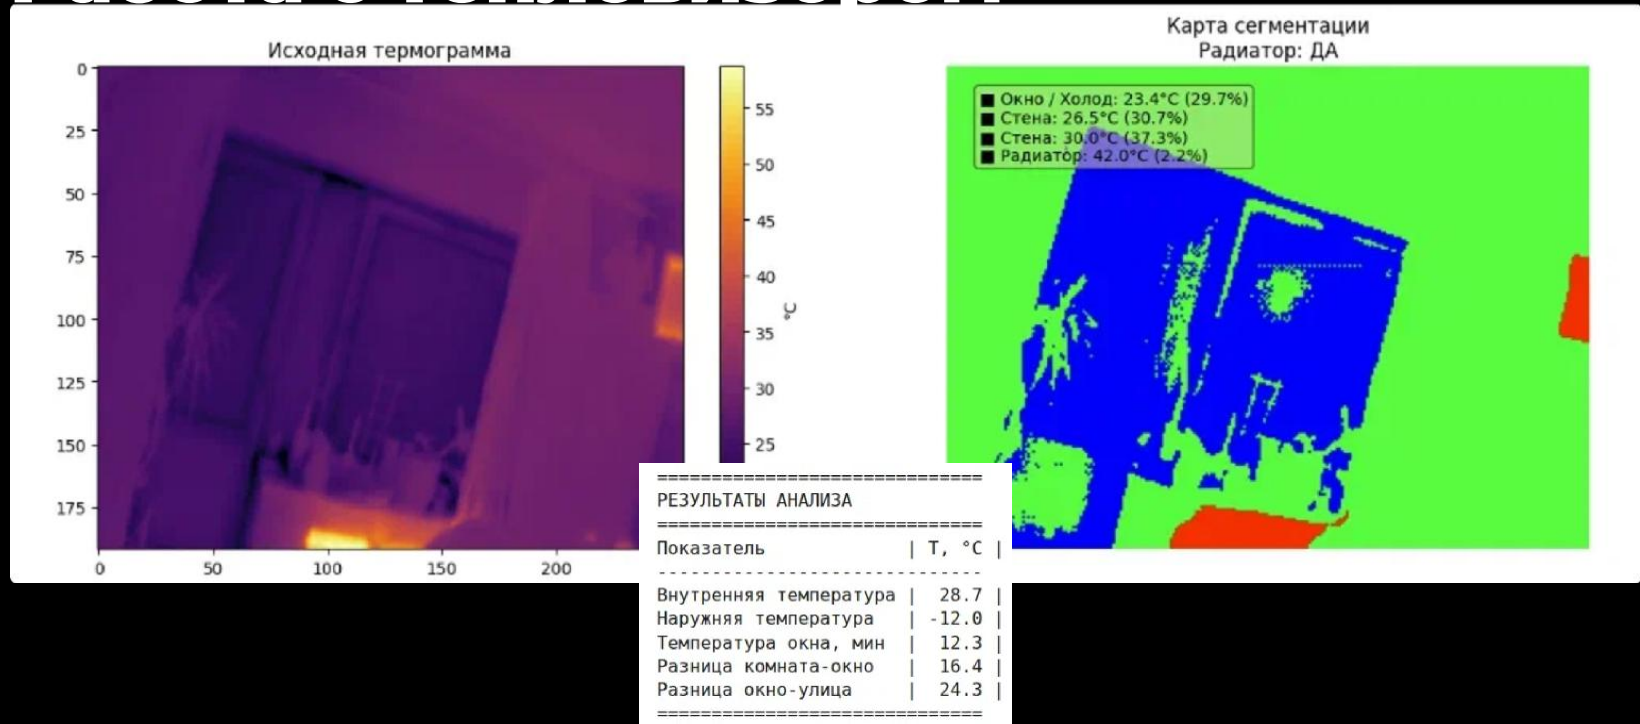 Исходная термограмма
0
25
50
75
100
125
150
175
0
50
100
150
200
55
50
45
40
35
30
25
°C
Карта сегментации
Радиатор: ДА
Окно / Холод: 23.4°C (29.7%)
Стена: 26.5°C (30.7%)
Стена: 30.0°C (37.3%)
Радиатор: 42.0°C (2.2%)
==============================
РЕЗУЛЬТАТЫ АНАЛИЗА
==============================
Показатель | T, °C |
------------------------------
Внутренняя температура | 28.7 |
Наружняя температура | -12.0 |
Температура окна, мин | 12.3 |
Разница комната-окно | 16.4 |
Разница окно-улица | 24.3 |
==============================